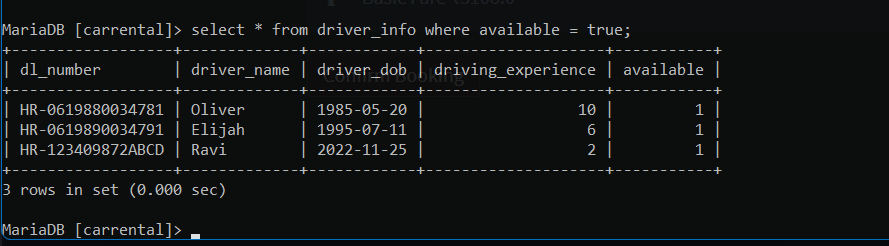 MariaDB [carrental]> select * from driver_info where available = true;
+------------------+-------------+------------+--------------------+-----------+
| dl_number        | driver_name | driver_dob | driving_experience | available |
+------------------+-------------+------------+--------------------+-----------+
| HR-0619880034781 | Oliver      | 1985-05-20 |                 10 |         1 |
| HR-0619890034791 | Elijah      | 1995-07-11 |                  6 |         1 |
| HR-123409872ABCD | Ravi        | 2022-11-25 |                  2 |         1 |
+------------------+-------------+------------+--------------------+-----------+
3 rows in set (0.000 sec)
MariaDB [carrental]>
Confirm Booking